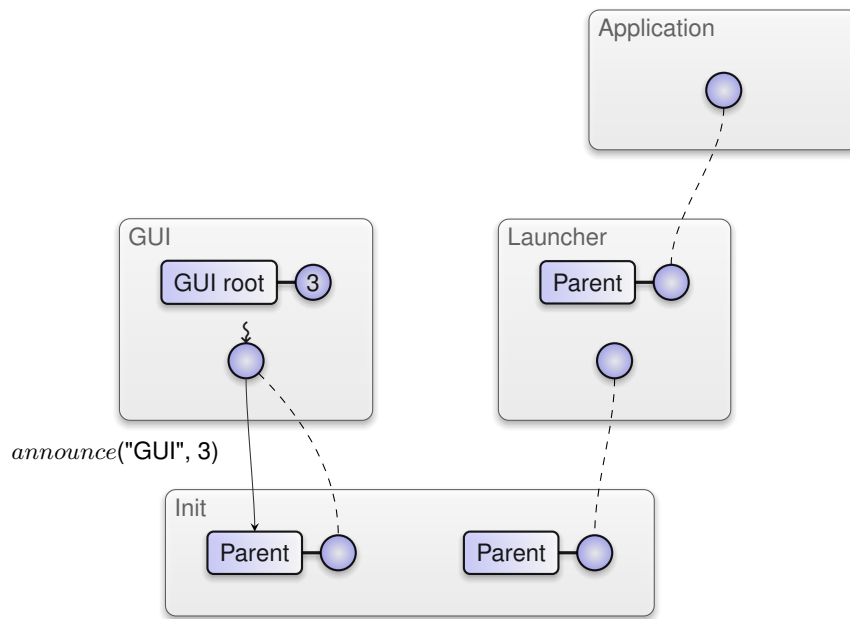 Application
GUI
Launcher
GUI root
3
Parent
announce("GUI", 3)
Init
Parent
Parent